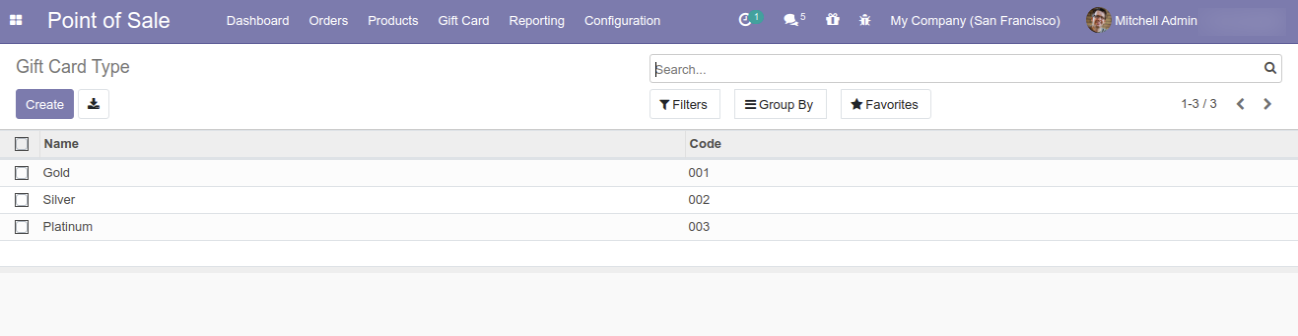 Point of Sale Dashboard Orders Products Gift Card Reporting Configuration 1 5 My Company (San Francisco) Mitchell Admin
Gift Card Type
Search...
Create Filters Group By Favorites 1-3 / 3
Name Code
Gold 001
Silver 002
Platinum 003